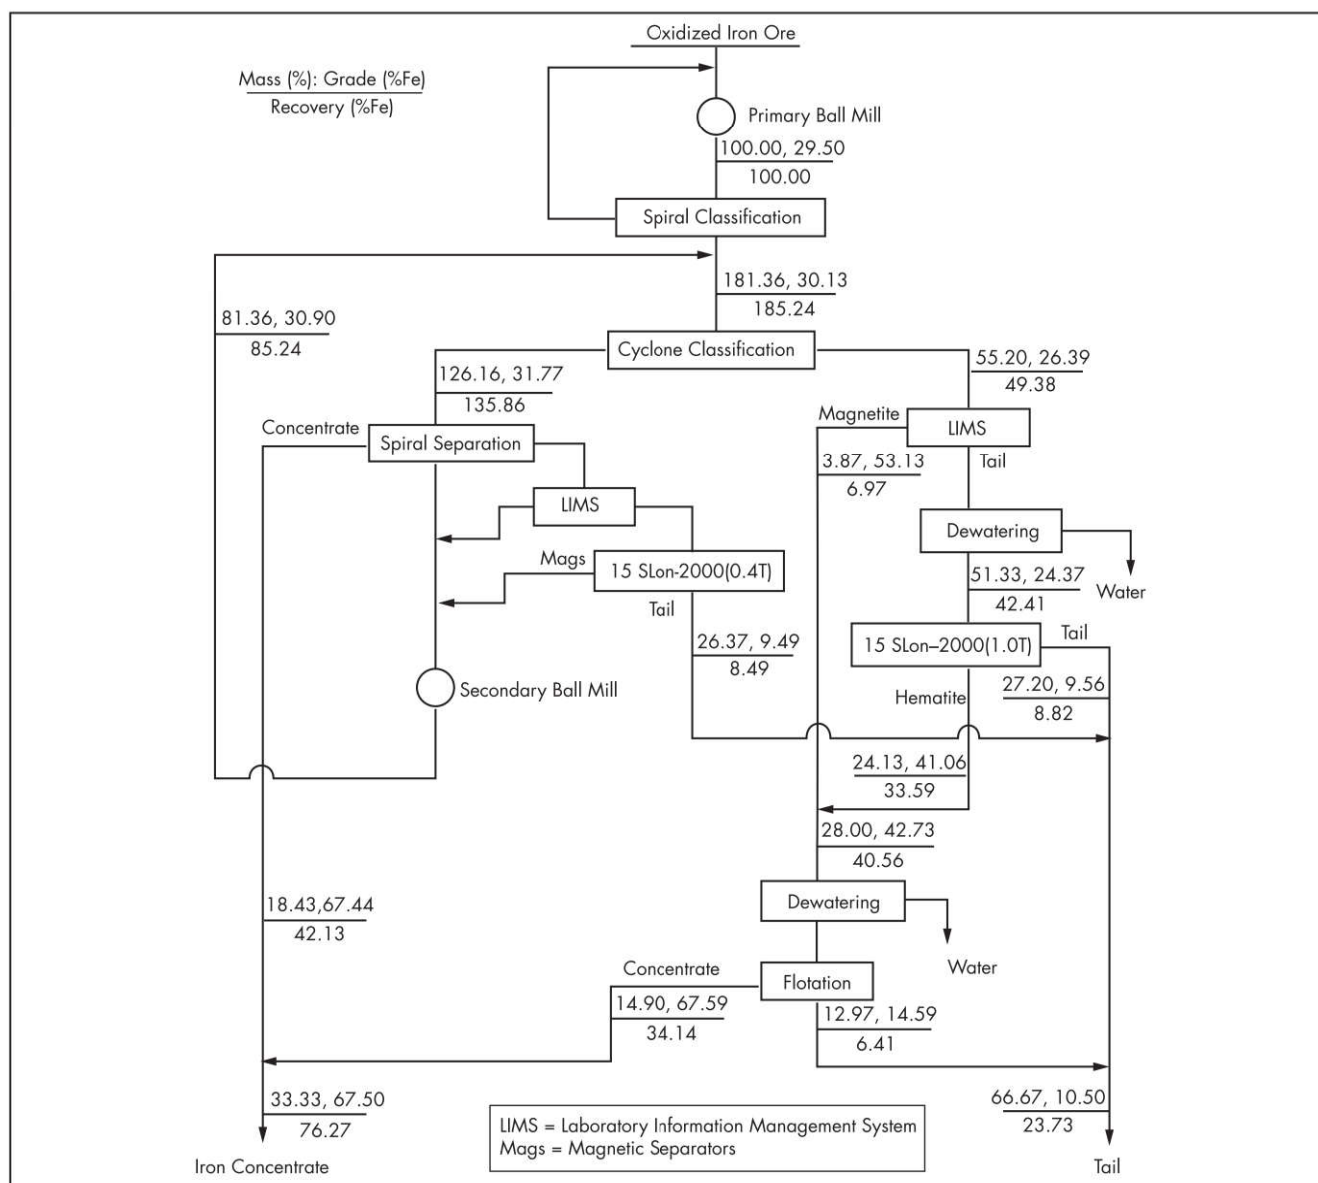 Oxidized Iron Ore
Mass (%): Grade (%Fe)
Recovery (%Fe)
Primary Ball Mill
100.00, 29.50
100.00
Spiral Classification
181.36, 30.13
185.24
81.36, 30.90
85.24
Cyclone Classification
126.16, 31.77
135.86
55.20, 26.39
49.38
Concentrate
Spiral Separation
Magnetite
LIMS
3.87, 53.13
6.97
Tail
LIMS
Dewatering
Water
Mags
15 SLon-2000(0.4T)
Tail
51.33, 24.37
42.41
26.37, 9.49
8.49
15 SLon–2000(1.0T)
Tail
27.20, 9.56
8.82
Secondary Ball Mill
Hematite
24.13, 41.06
33.59
28.00, 42.73
40.56
18.43,67.44
42.13
Dewatering
Water
Concentrate
Flotation
14.90, 67.59
34.14
12.97, 14.59
6.41
33.33, 67.50
76.27
66.67, 10.50
23.73
LIMS = Laboratory Information Management System
Mags = Magnetic Separators
Iron Concentrate
Tail